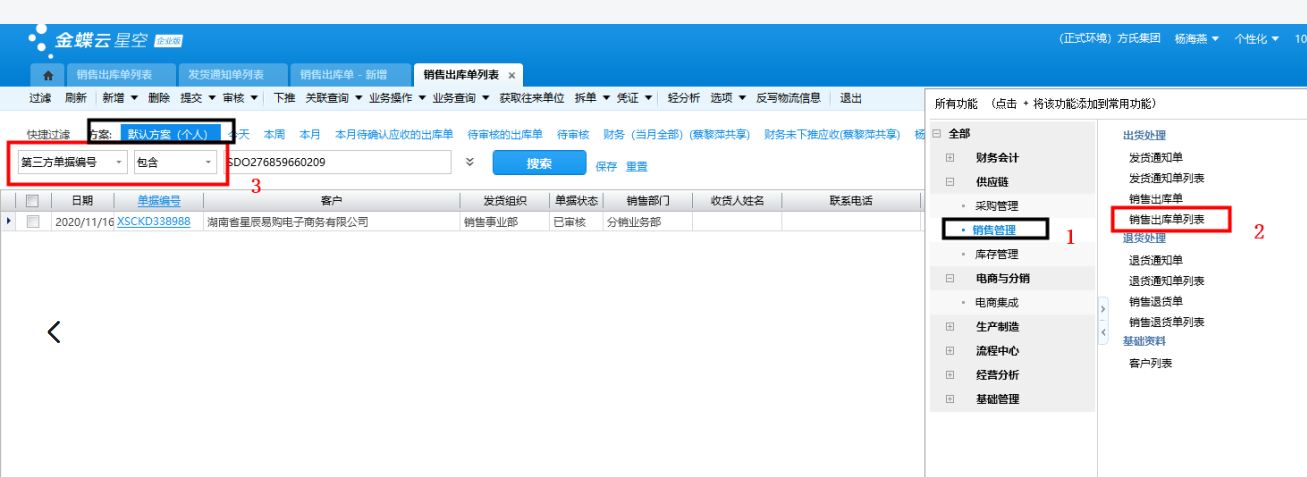 金蝶云 星空 企业版
(正式环境) 方氏集团 杨海燕 ▼ 个性化 ▼ 10
销售出库单列表 发货通知单列表 销售出库单 - 新增 销售出库单列表 ×
过滤 刷新 新增 ▼ 删除 提交 ▼ 审核 ▼ 下推 关联查询 ▼ 业务操作 ▼ 业务查询 ▼ 获取往来单位 拆单 ▼ 凭证 ▼ 轻分析 选项 ▼ 反写物流信息 退出
快捷过滤 方案: 默认方案（个人） 今天 本周 本月 本月待确认应收的出库单 待审核的出库单 待审核 财务（当月全部）(蔡黎萍共享) 财务未下推应收(蔡黎萍共享) 杨
第三方单据编号 包含 SDO276859660209 搜索 保存 重置
3
日期 单据编号 客户 发货组织 单据状态 销售部门 收货人姓名 联系电话
2020/11/16 XSCKD338988 湖南省星辰易购电子商务有限公司 销售事业部 已审核 分销业务部
所有功能 （点击 + 将该功能添加到常用功能）
全部
财务会计
供应链
采购管理
销售管理
1
库存管理
电商与分销
电商集成
生产制造
流程中心
经营分析
基础管理
出货处理
发货通知单
发货通知单列表
销售出库单
销售出库单列表
2
退货处理
退货通知单
退货通知单列表
销售退货单
销售退货单列表
基础资料
客户列表